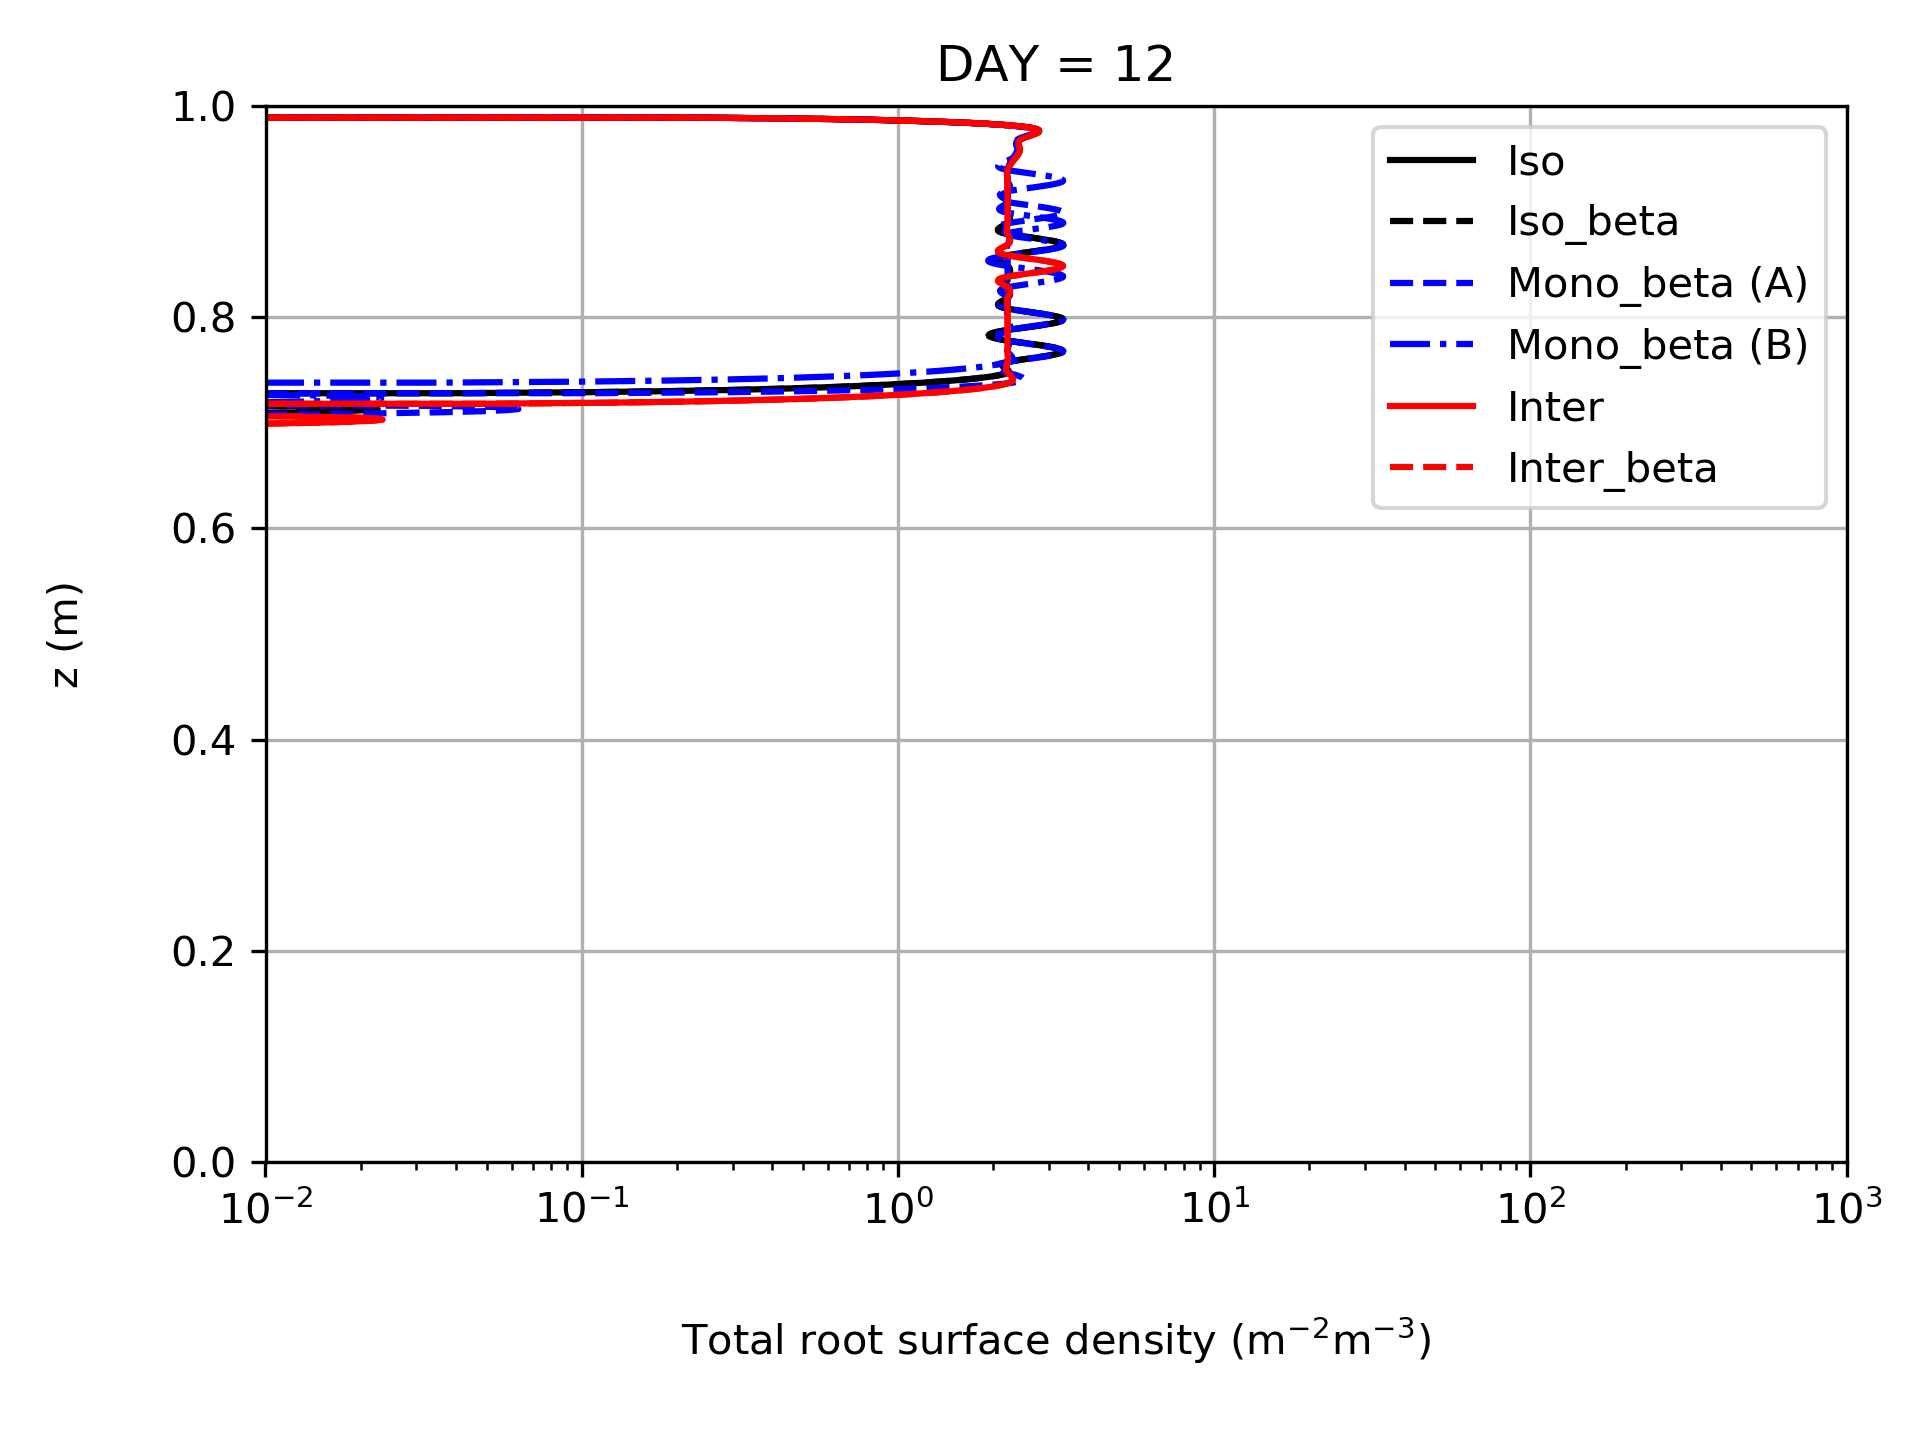 DAY = 12
1.0
0.8
0.6
0.4
0.2
0.0
z (m)
Iso
Iso_beta
Mono_beta (A)
Mono_beta (B)
Inter
Inter_beta
10⁻² 10⁻¹ 10⁰ 10¹ 10² 10³
Total root surface density (m⁻²m⁻³)